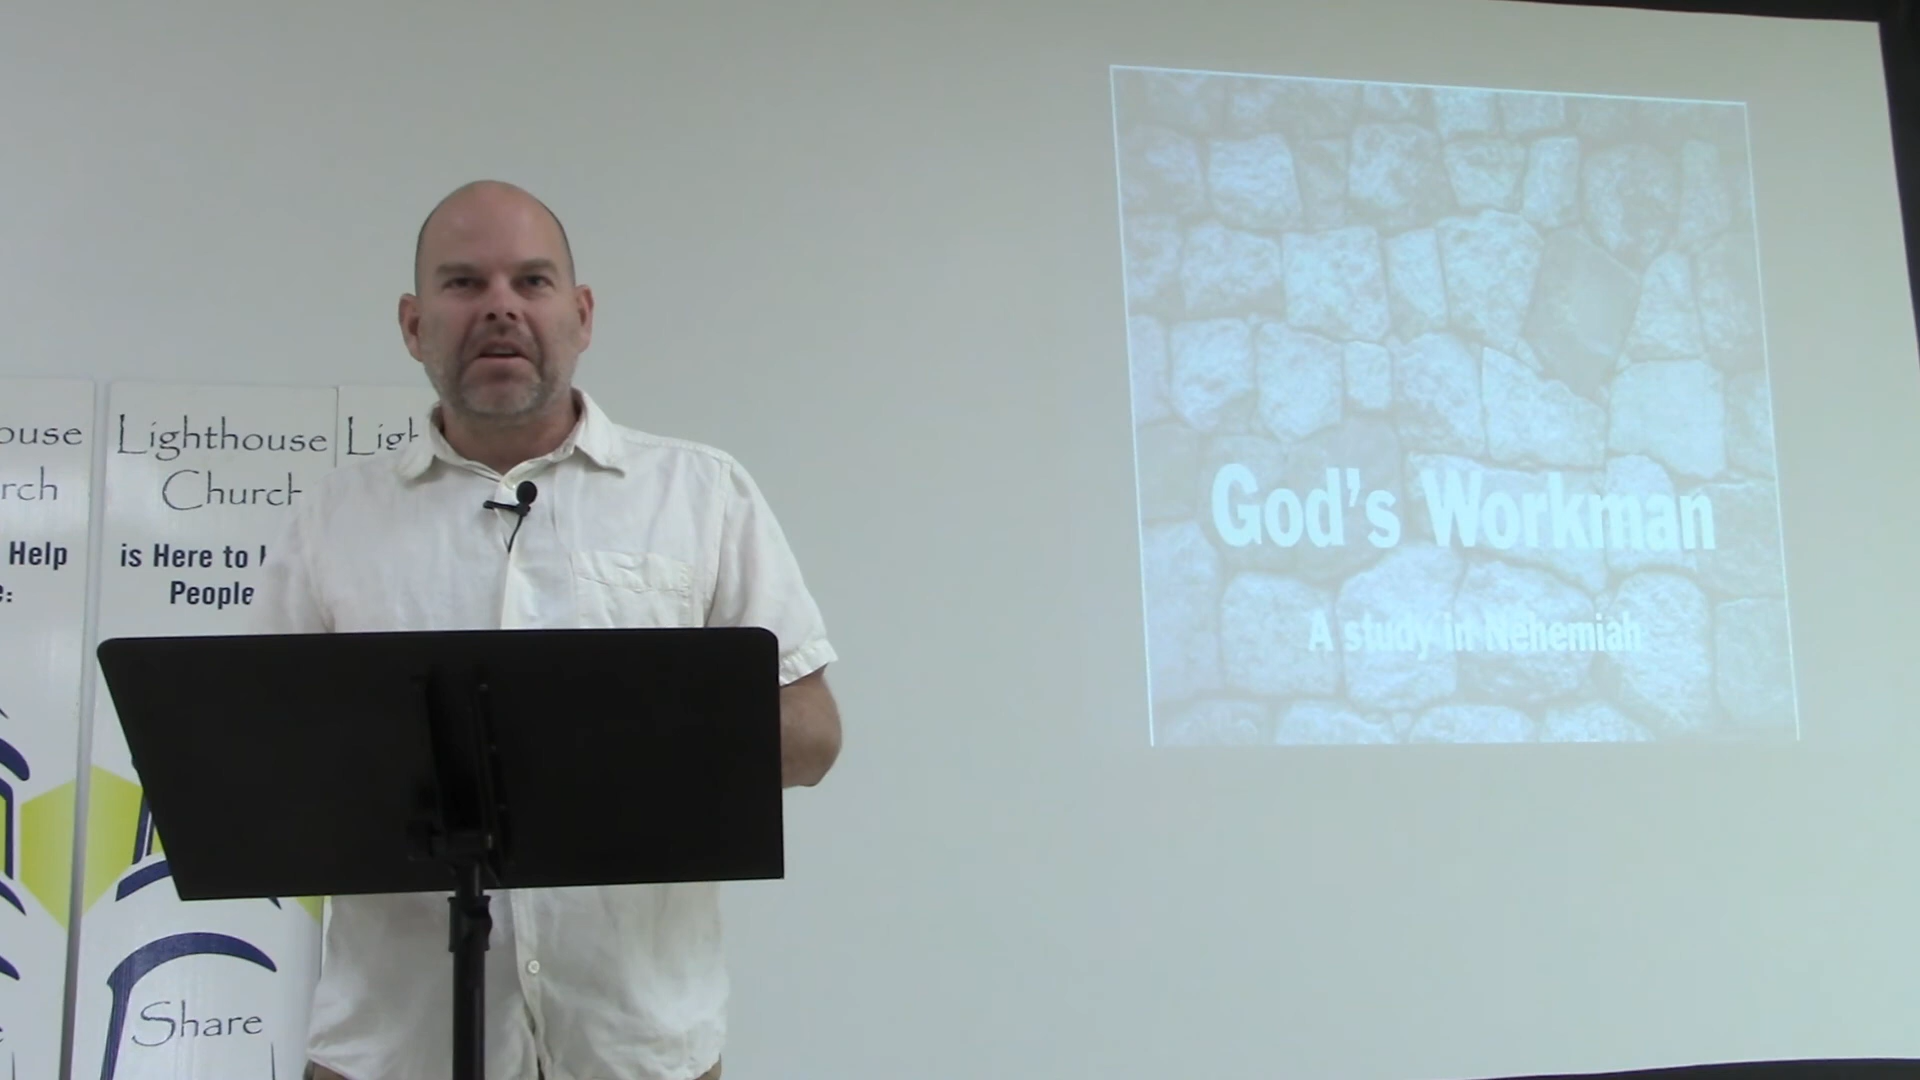 ouse
rch
Help
e:
Lighthouse
Church
is Here to
People
Share
Ligh
God's Workman
A study in Nehemiah